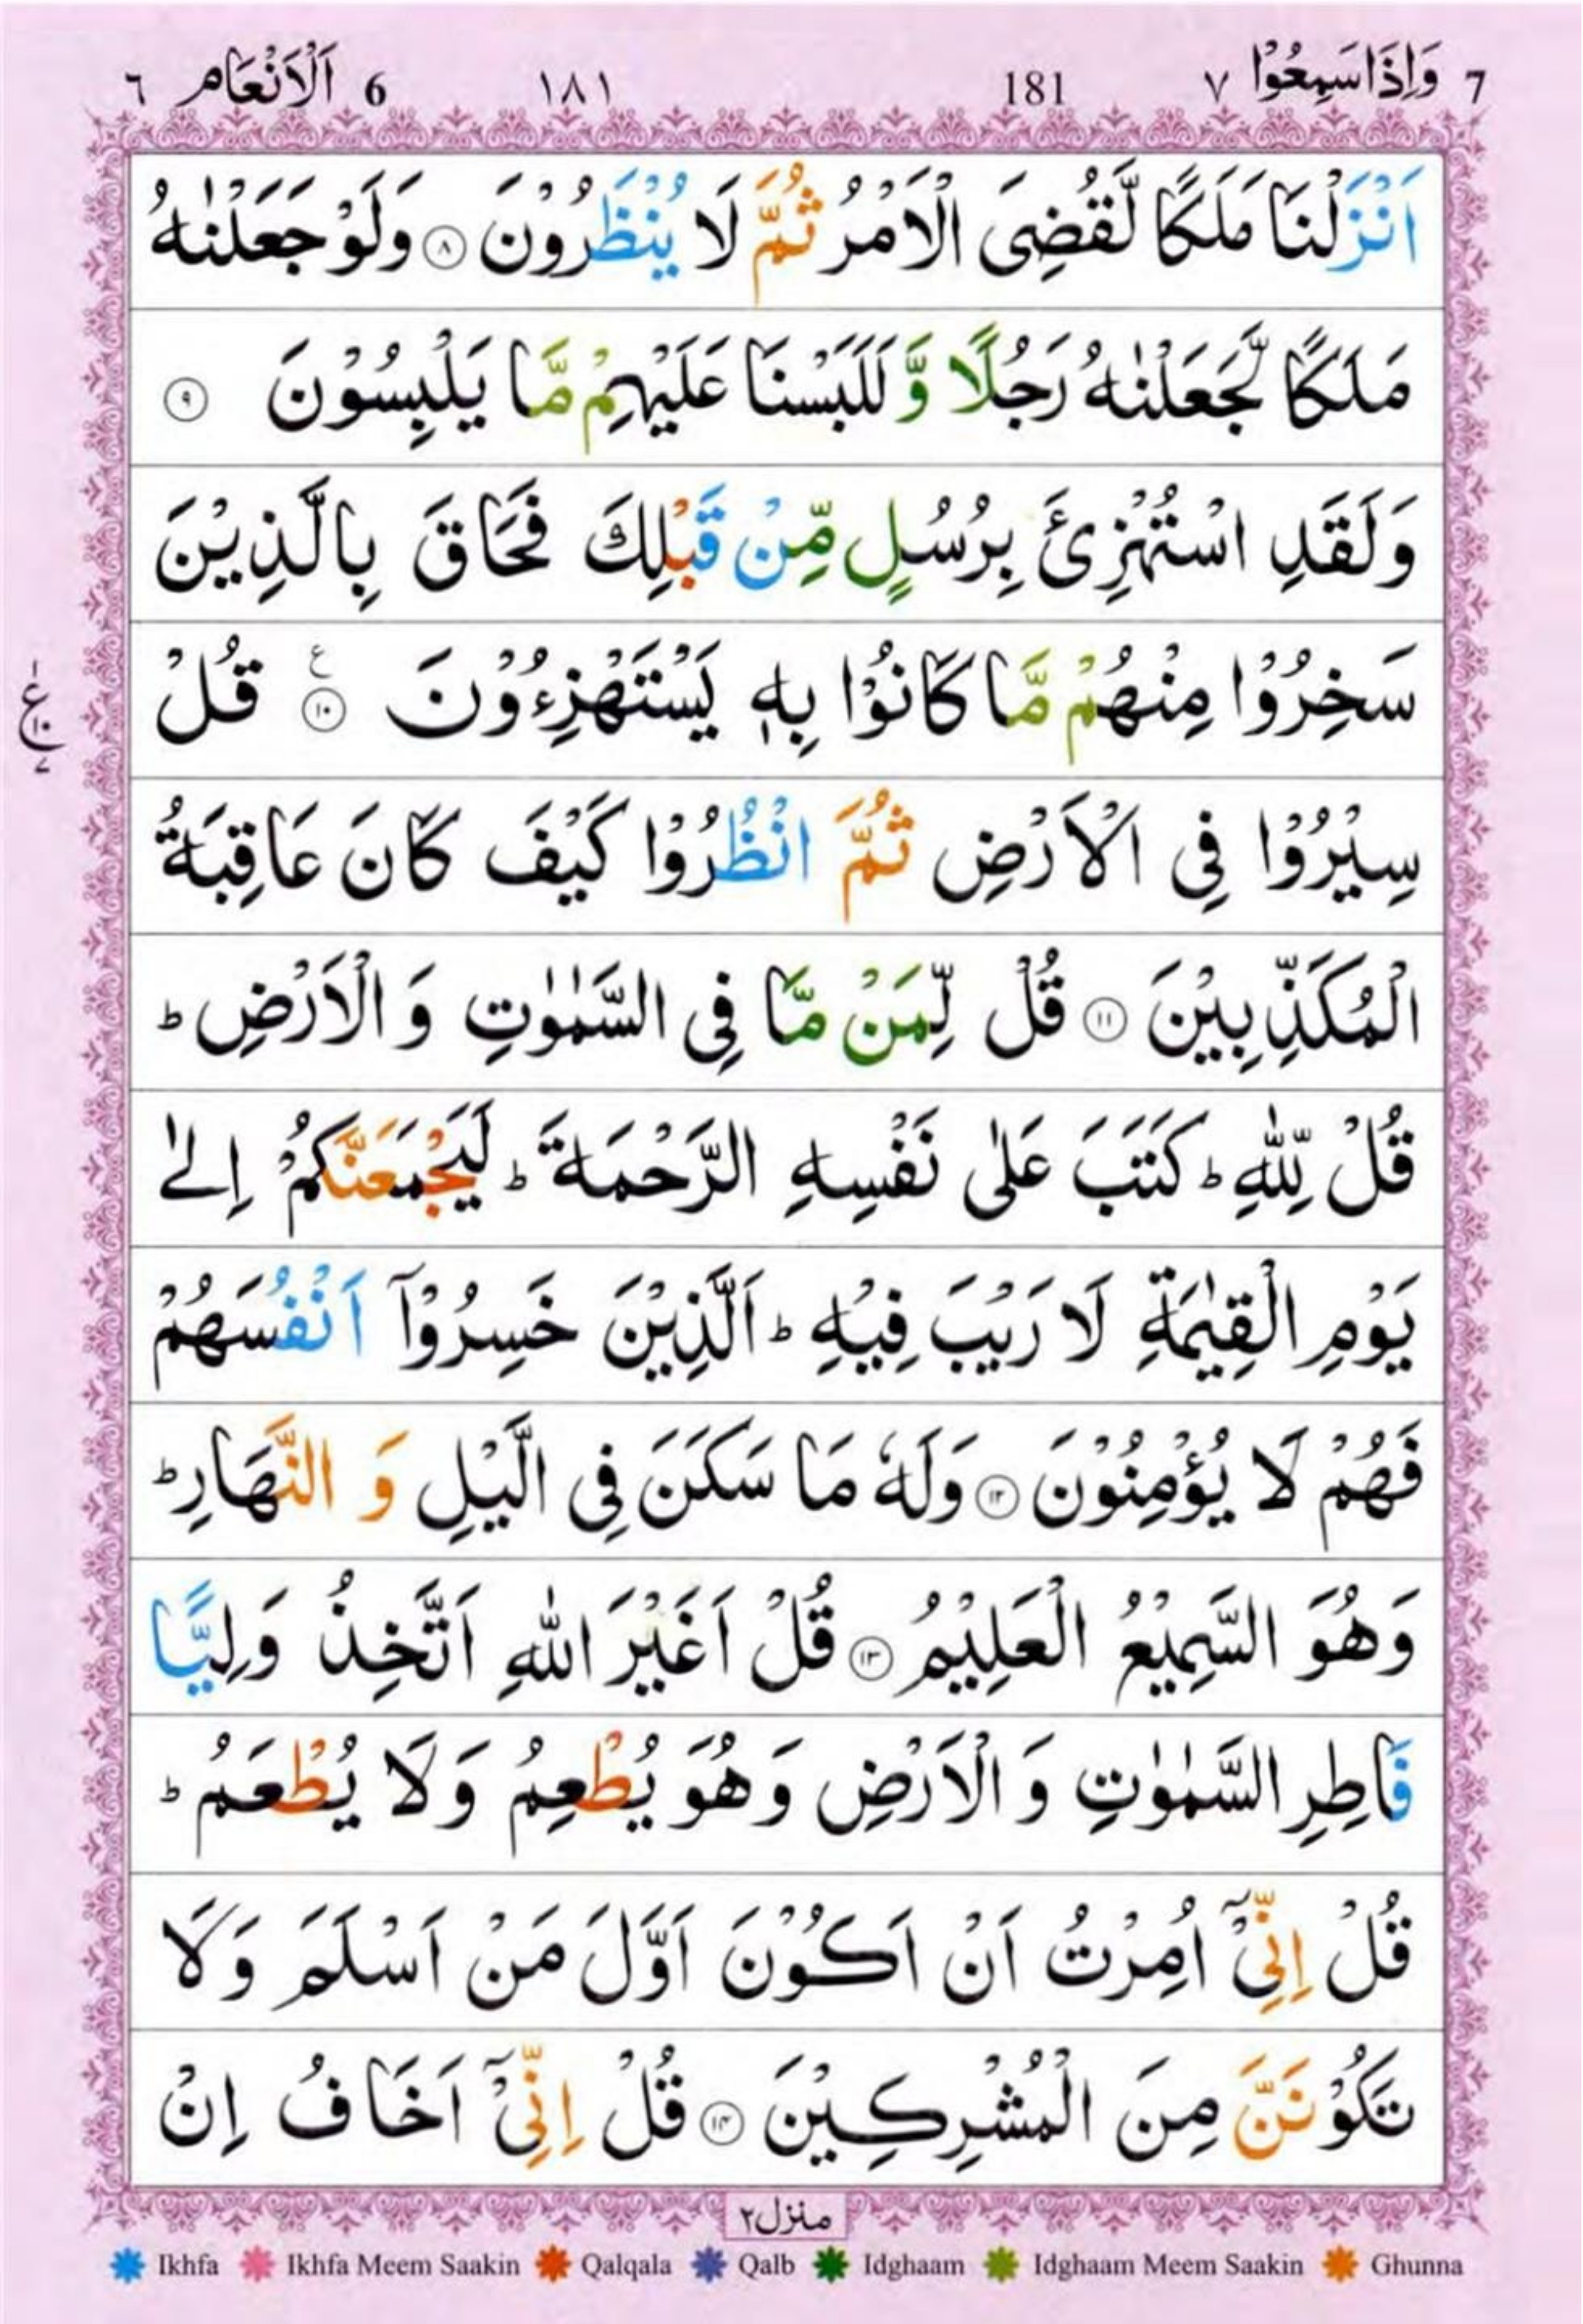 7 وَاِذَا سَمِعُوْا ٧ 181 ١٨١ 6 اَلْاَنْعَام ٦
اَنْزَلْنَا مَلَكًا لَّقُضِىَ الْاَمْرُ ثُمَّ لَا يُنْظَرُوْنَ ۝٨ وَلَوْ جَعَلْنٰهُ
مَلَكًا لَّجَعَلْنٰهُ رَجُلًا وَّ لَلَبَسْنَا عَلَيْهِمْ مَّا يَلْبِسُوْنَ ۝٩
وَلَقَدِ اسْتُهْزِئَ بِرُسُلٍ مِّنْ قَبْلِكَ فَحَاقَ بِالَّذِيْنَ
سَخِرُوْا مِنْهُمْ مَّا كَانُوْا بِهٖ يَسْتَهْزِءُوْنَ ۝١٠ ع قُلْ
سِيْرُوْا فِى الْاَرْضِ ثُمَّ انْظُرُوْا كَيْفَ كَانَ عَاقِبَةُ
الْمُكَذِّبِيْنَ ۝١١ قُلْ لِّمَنْ مَّا فِى السَّمٰوٰتِ وَ الْاَرْضِ ؕ
قُلْ لِّلّٰهِ ؕ كَتَبَ عَلٰى نَفْسِهِ الرَّحْمَةَ ؕ لَيَجْمَعَنَّكُمْ اِلٰى
يَوْمِ الْقِيٰمَةِ لَا رَيْبَ فِيْهِ ؕ اَلَّذِيْنَ خَسِرُوْۤا اَنْفُسَهُمْ
فَهُمْ لَا يُؤْمِنُوْنَ ۝١٢ وَلَهٗ مَا سَكَنَ فِى الَّيْلِ وَ النَّهَارِ ؕ
وَهُوَ السَّمِيْعُ الْعَلِيْمُ ۝١٣ قُلْ اَغَيْرَ اللّٰهِ اَتَّخِذُ وَلِيًّا
فَاطِرِ السَّمٰوٰتِ وَ الْاَرْضِ وَهُوَ يُطْعِمُ وَلَا يُطْعَمُ ؕ
قُلْ اِنِّىْۤ اُمِرْتُ اَنْ اَكُوْنَ اَوَّلَ مَنْ اَسْلَمَ وَلَا
تَكُوْنَنَّ مِنَ الْمُشْرِكِيْنَ ۝١٤ قُلْ اِنِّىْۤ اَخَافُ اِنْ
منزل ٢
Ikhfa Ikhfa Meem Saakin Qalqala Qalb Idghaam Idghaam Meem Saakin Ghunna